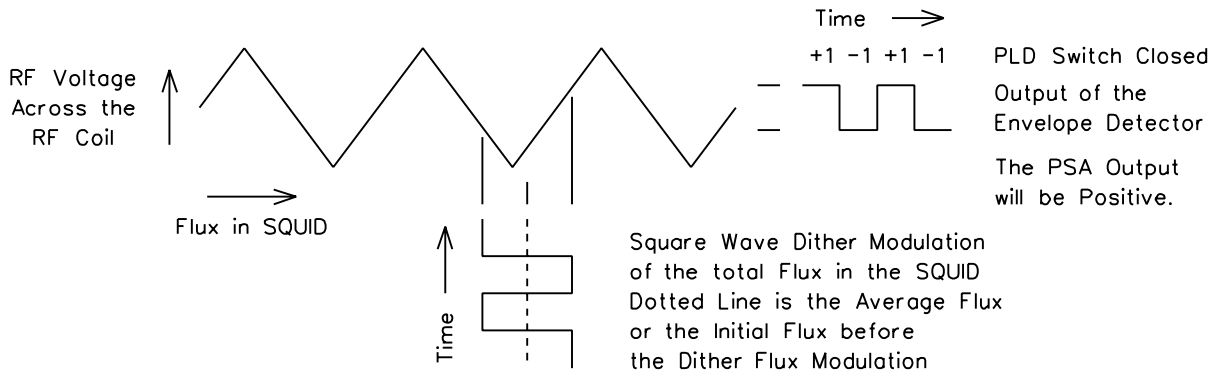 Time
+1 -1 +1 -1
PLD Switch Closed
RF Voltage
Across the
RF Coil
Output of the
Envelope Detector
The PSA Output
will be Positive.
Flux in SQUID
Time
Square Wave Dither Modulation
of the total Flux in the SQUID
Dotted Line is the Average Flux
or the Initial Flux before
the Dither Flux Modulation